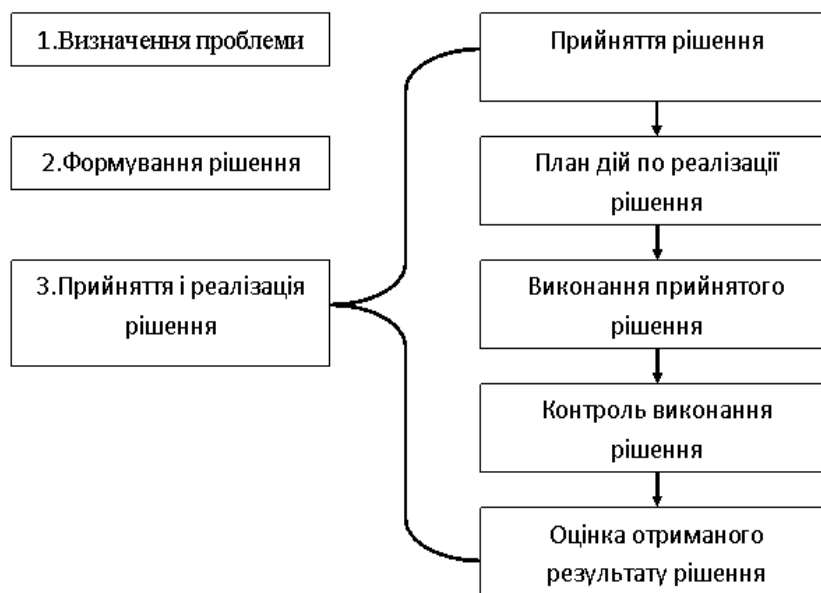 1.Визначення проблеми
2.Формування рішення
3.Прийняття і реалізація
рішення
Прийняття рішення
План дій по реалізації
рішення
Виконання прийнятого
рішення
Контроль виконання
рішення
Оцінка отриманого
результату рішення